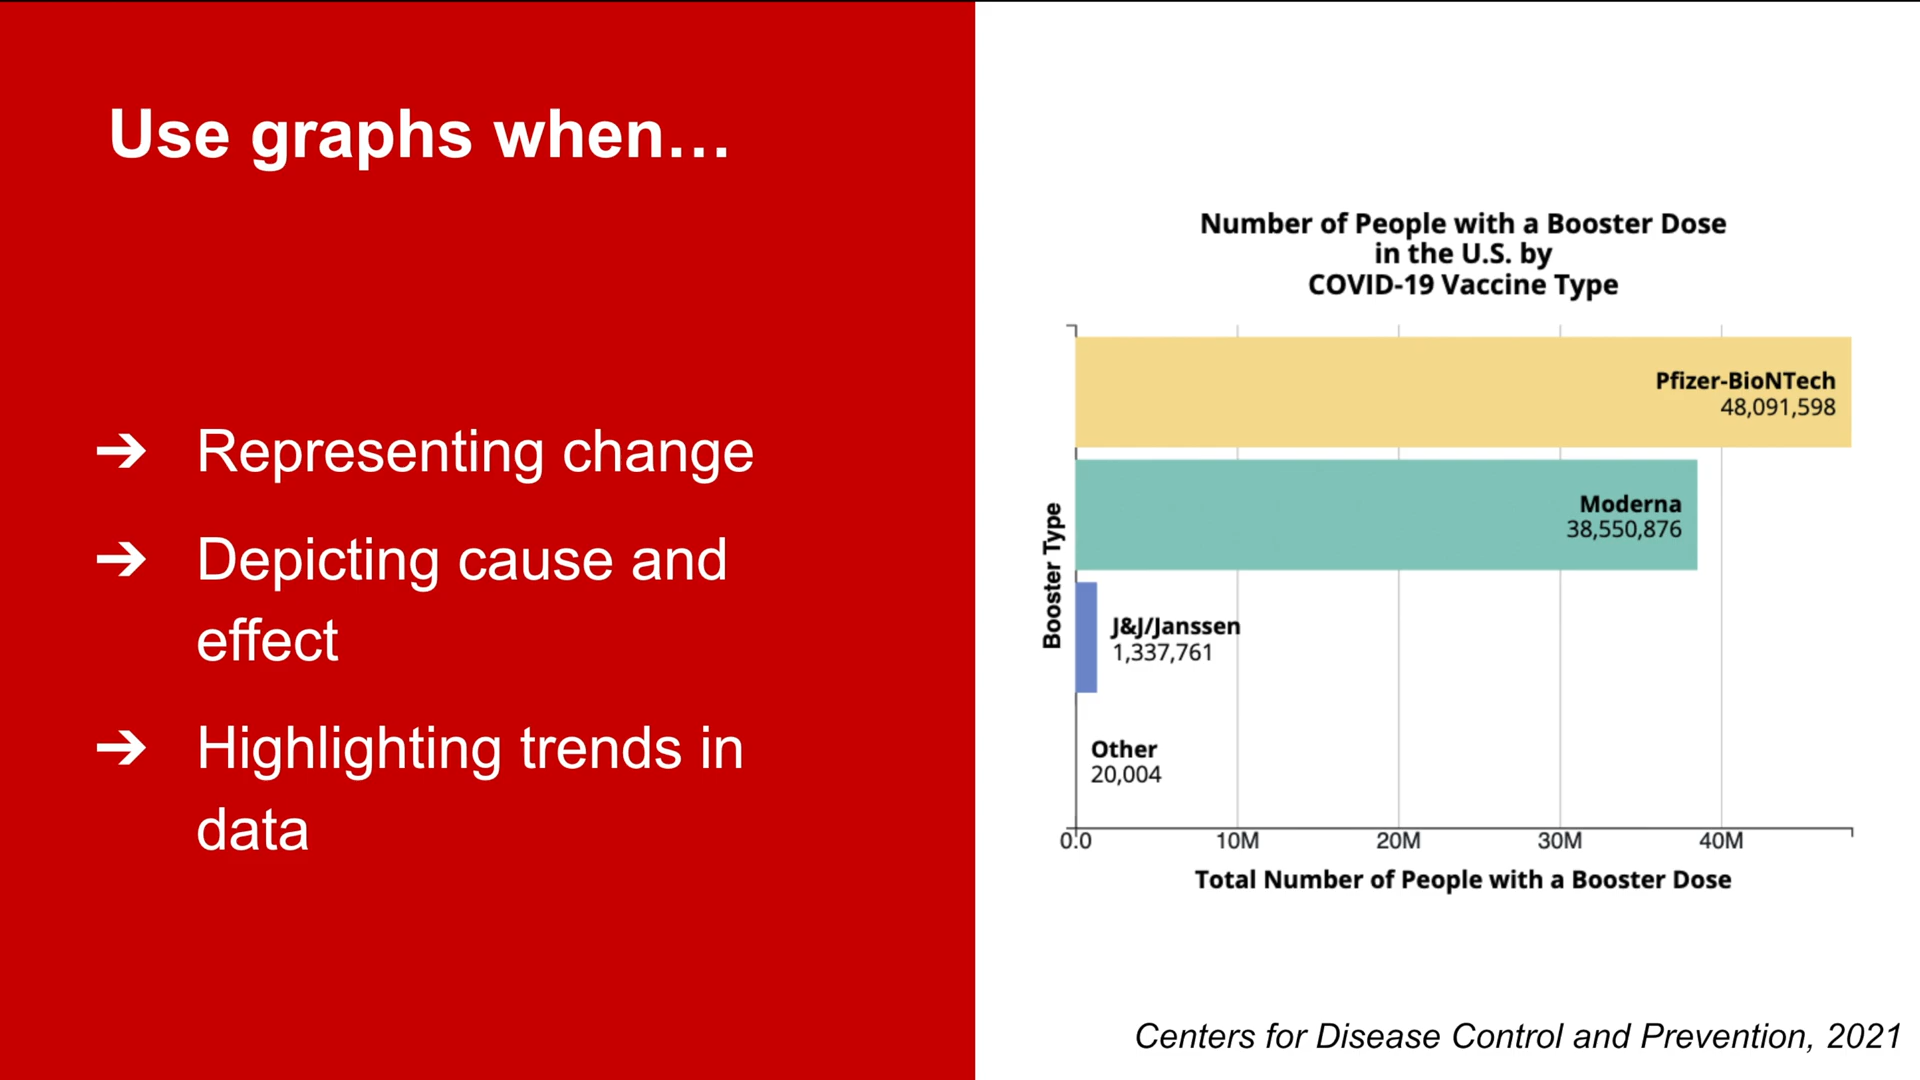 Use graphs when…
➔ Representing change
➔ Depicting cause and
effect
➔ Highlighting trends in
data
Number of People with a Booster Dose
in the U.S. by
COVID-19 Vaccine Type
Booster Type
Pfizer-BioNTech
48,091,598
Moderna
38,550,876
J&J/Janssen
1,337,761
Other
20,004
0.0 10M 20M 30M 40M
Total Number of People with a Booster Dose
Centers for Disease Control and Prevention, 2021